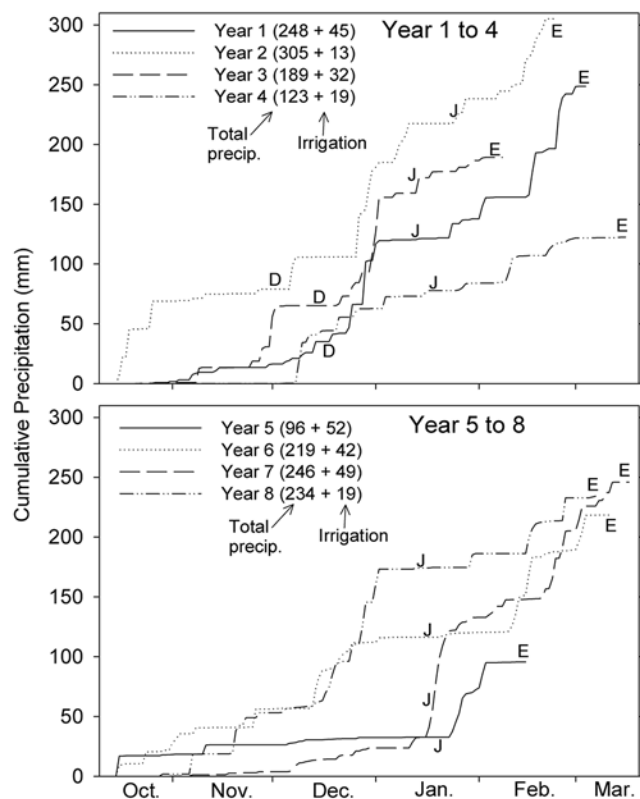 Cumulative Precipitation (mm)
300
250
200
150
100
50
0
Year 1 to 4
Year 1 (248 + 45)
Year 2 (305 + 13)
Year 3 (189 + 32)
Year 4 (123 + 19)
Total
precip.
Irrigation
E
J
E
J
E
J
E
D
J
D
D
300
250
200
150
100
50
0
Year 5 to 8
Year 5 (96 + 52)
Year 6 (219 + 42)
Year 7 (246 + 49)
Year 8 (234 + 19)
Total
precip.
Irrigation
E
E
E
J
J
E
J
J
Oct. Nov. Dec. Jan. Feb. Mar.